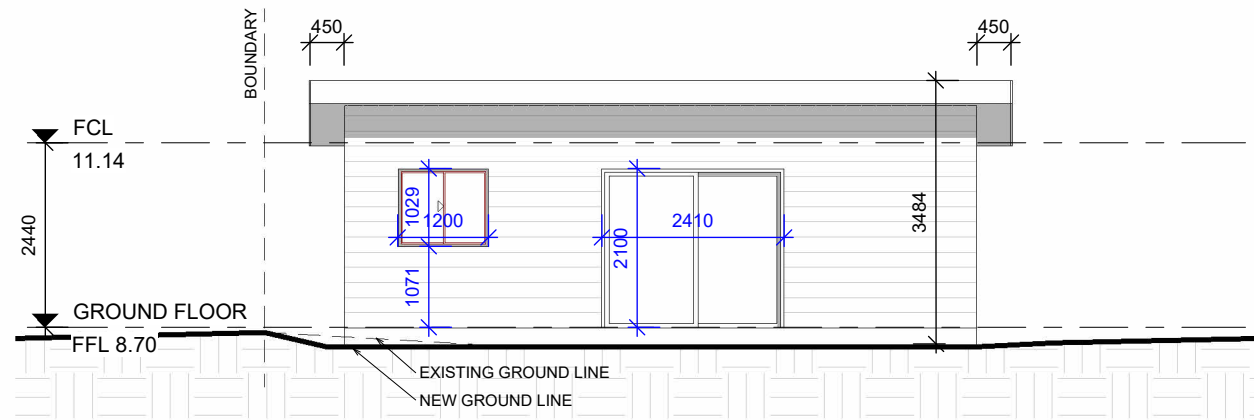 450
450
BOUNDARY
FCL
11.14
2440
1029
1200
1071
2100
2410
3484
GROUND FLOOR
FFL 8.70
EXISTING GROUND LINE
NEW GROUND LINE